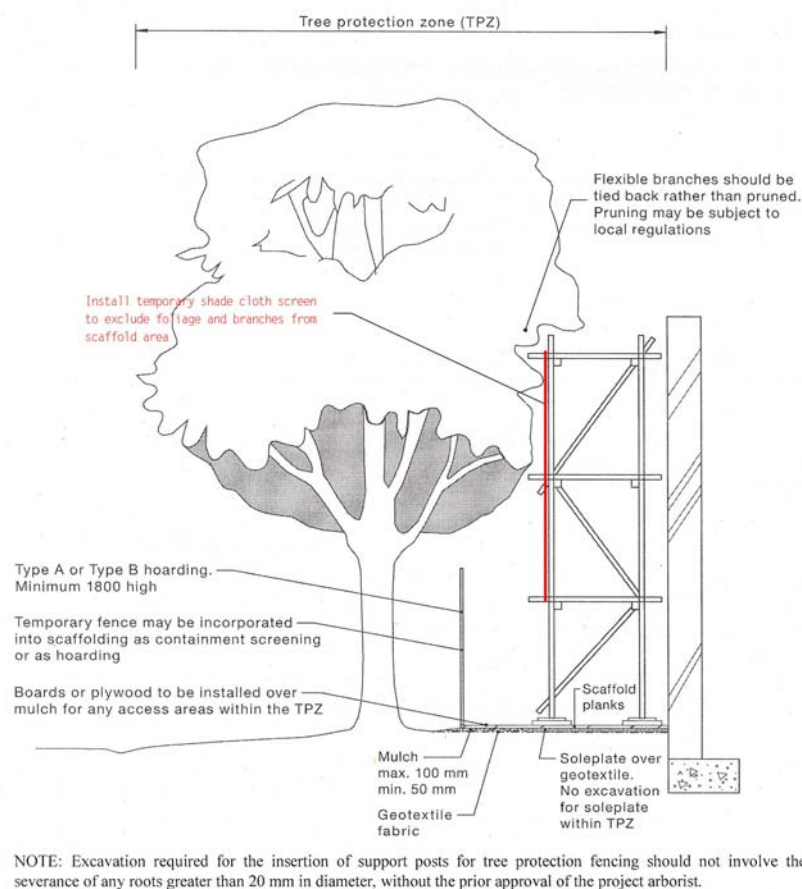 Tree protection zone (TPZ)
Flexible branches should be
tied back rather than pruned.
Pruning may be subject to
local regulations
Install temporary shade cloth screen
to exclude foliage and branches from
scaffold area
Type A or Type B hoarding.
Minimum 1800 high
Temporary fence may be incorporated
into scaffolding as containment screening
or as hoarding
Boards or plywood to be installed over
mulch for any access areas within the TPZ
Scaffold
planks
Mulch
max. 100 mm
min. 50 mm
Geotextile
fabric
Soleplate over
geotextile.
No excavation
for soleplate
within TPZ
NOTE: Excavation required for the insertion of support posts for tree protection fencing should not involve the
severance of any roots greater than 20 mm in diameter, without the prior approval of the project arborist.